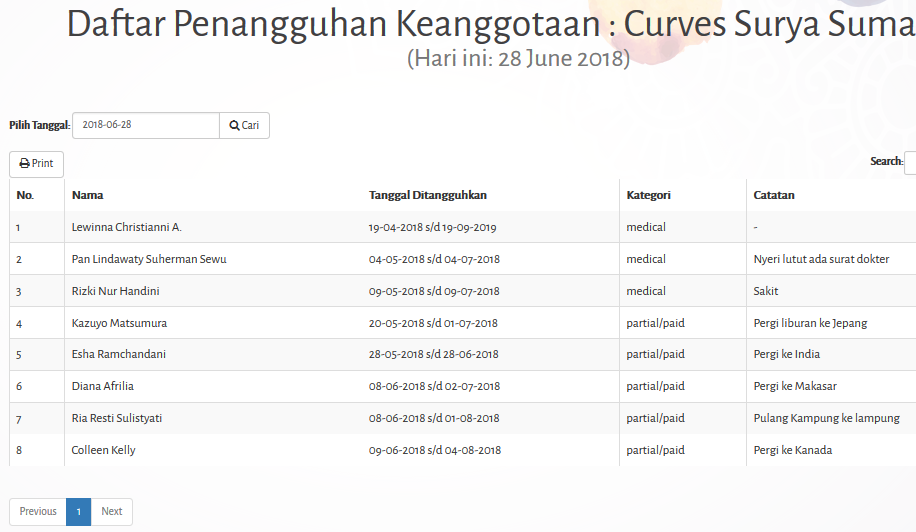 Daftar Penangguhan Keanggotaan : Curves Surya Suma
(Hari ini: 28 June 2018)
Pilih Tanggal: 2018-06-28 Cari
Print Search:
No. Nama Tanggal Ditangguhkan Kategori Catatan
1 Lewinna Christianni A. 19-04-2018 s/d 19-09-2019 medical -
2 Pan Lindawaty Suherman Sewu 04-05-2018 s/d 04-07-2018 medical Nyeri lutut ada surat dokter
3 Rizki Nur Handini 09-05-2018 s/d 09-07-2018 medical Sakit
4 Kazuyo Matsumura 20-05-2018 s/d 01-07-2018 partial/paid Pergi liburan ke Jepang
5 Esha Ramchandani 28-05-2018 s/d 28-06-2018 partial/paid Pergi ke India
6 Diana Afrilia 08-06-2018 s/d 02-07-2018 partial/paid Pergi ke Makasar
7 Ria Resti Sulistyati 08-06-2018 s/d 01-08-2018 partial/paid Pulang Kampung ke lampung
8 Colleen Kelly 09-06-2018 s/d 04-08-2018 partial/paid Pergi ke Kanada
Previous 1 Next